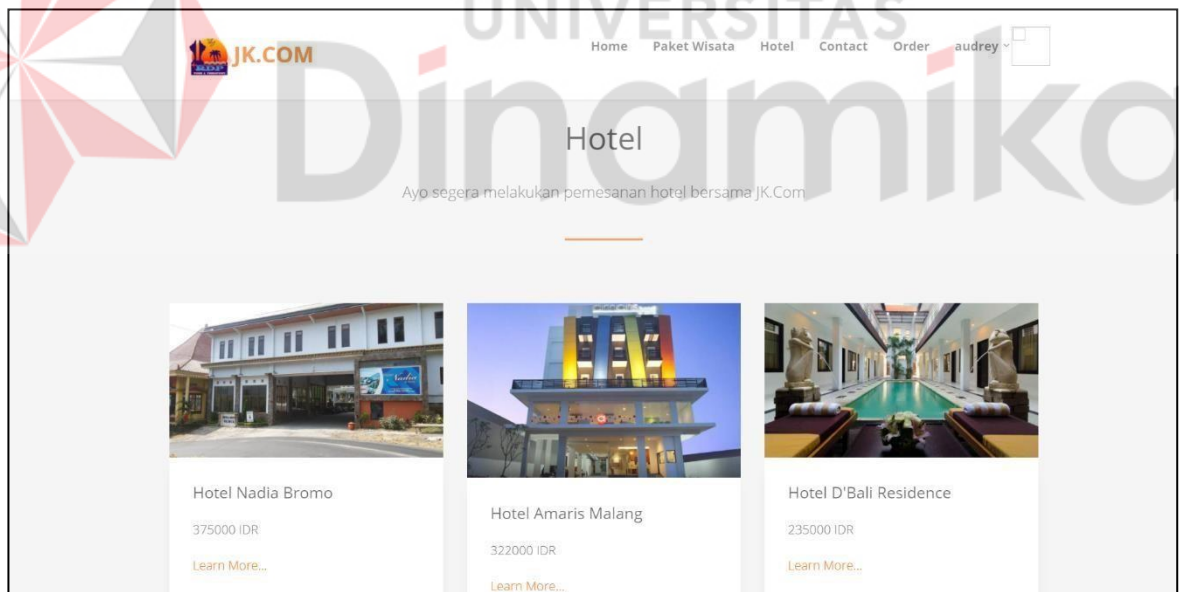 UNIVERSITAS
Dinamika
RDP
JK.COM
Home Paket Wisata Hotel Contact Order audrey
Hotel
Ayo segera melakukan pemesanan hotel bersama JK.Com
Nadia
Hotel Nadia Bromo
375000 IDR
Learn More...
Hotel Amaris Malang
322000 IDR
Learn More...
Hotel D'Bali Residence
235000 IDR
Learn More...